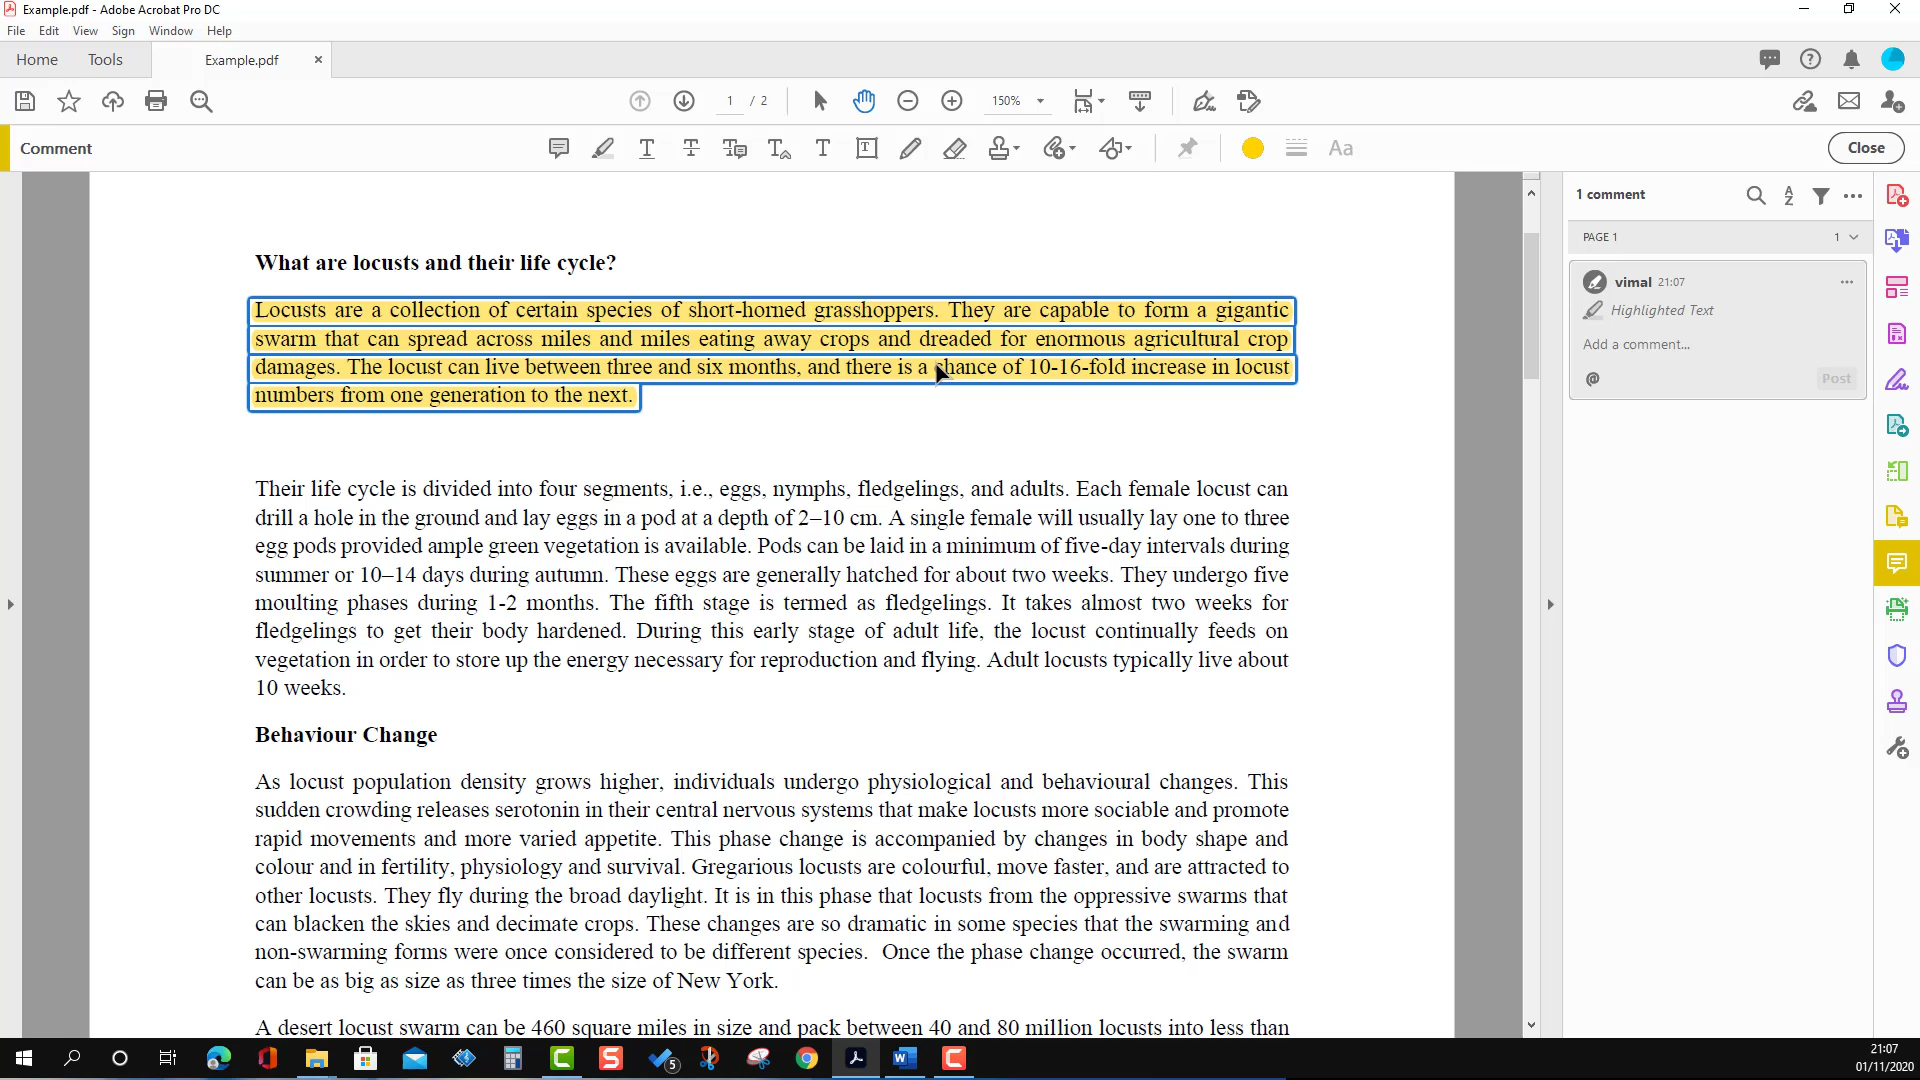 Example.pdf - Adobe Acrobat Pro DC
File Edit View Sign Window Help
Home Tools Example.pdf
1 / 2 150%
Comment Aa Close
What are locusts and their life cycle?
Locusts are a collection of certain species of short-horned grasshoppers. They are capable to form a gigantic
swarm that can spread across miles and miles eating away crops and dreaded for enormous agricultural crop
damages. The locust can live between three and six months, and there is a chance of 10-16-fold increase in locust
numbers from one generation to the next.
Their life cycle is divided into four segments, i.e., eggs, nymphs, fledgelings, and adults. Each female locust can
drill a hole in the ground and lay eggs in a pod at a depth of 2–10 cm. A single female will usually lay one to three
egg pods provided ample green vegetation is available. Pods can be laid in a minimum of five-day intervals during
summer or 10–14 days during autumn. These eggs are generally hatched for about two weeks. They undergo five
moulting phases during 1-2 months. The fifth stage is termed as fledgelings. It takes almost two weeks for
fledgelings to get their body hardened. During this early stage of adult life, the locust continually feeds on
vegetation in order to store up the energy necessary for reproduction and flying. Adult locusts typically live about
10 weeks.
Behaviour Change
As locust population density grows higher, individuals undergo physiological and behavioural changes. This
sudden crowding releases serotonin in their central nervous systems that make locusts more sociable and promote
rapid movements and more varied appetite. This phase change is accompanied by changes in body shape and
colour and in fertility, physiology and survival. Gregarious locusts are colourful, move faster, and are attracted to
other locusts. They fly during the broad daylight. It is in this phase that locusts from the oppressive swarms that
can blacken the skies and decimate crops. These changes are so dramatic in some species that the swarming and
non-swarming forms were once considered to be different species. Once the phase change occurred, the swarm
can be as big as size as three times the size of New York.
A desert locust swarm can be 460 square miles in size and pack between 40 and 80 million locusts into less than
1 comment
PAGE 1 1
vimal 21:07
Highlighted Text
Add a comment...
@ Post
5
21:07
01/11/2020